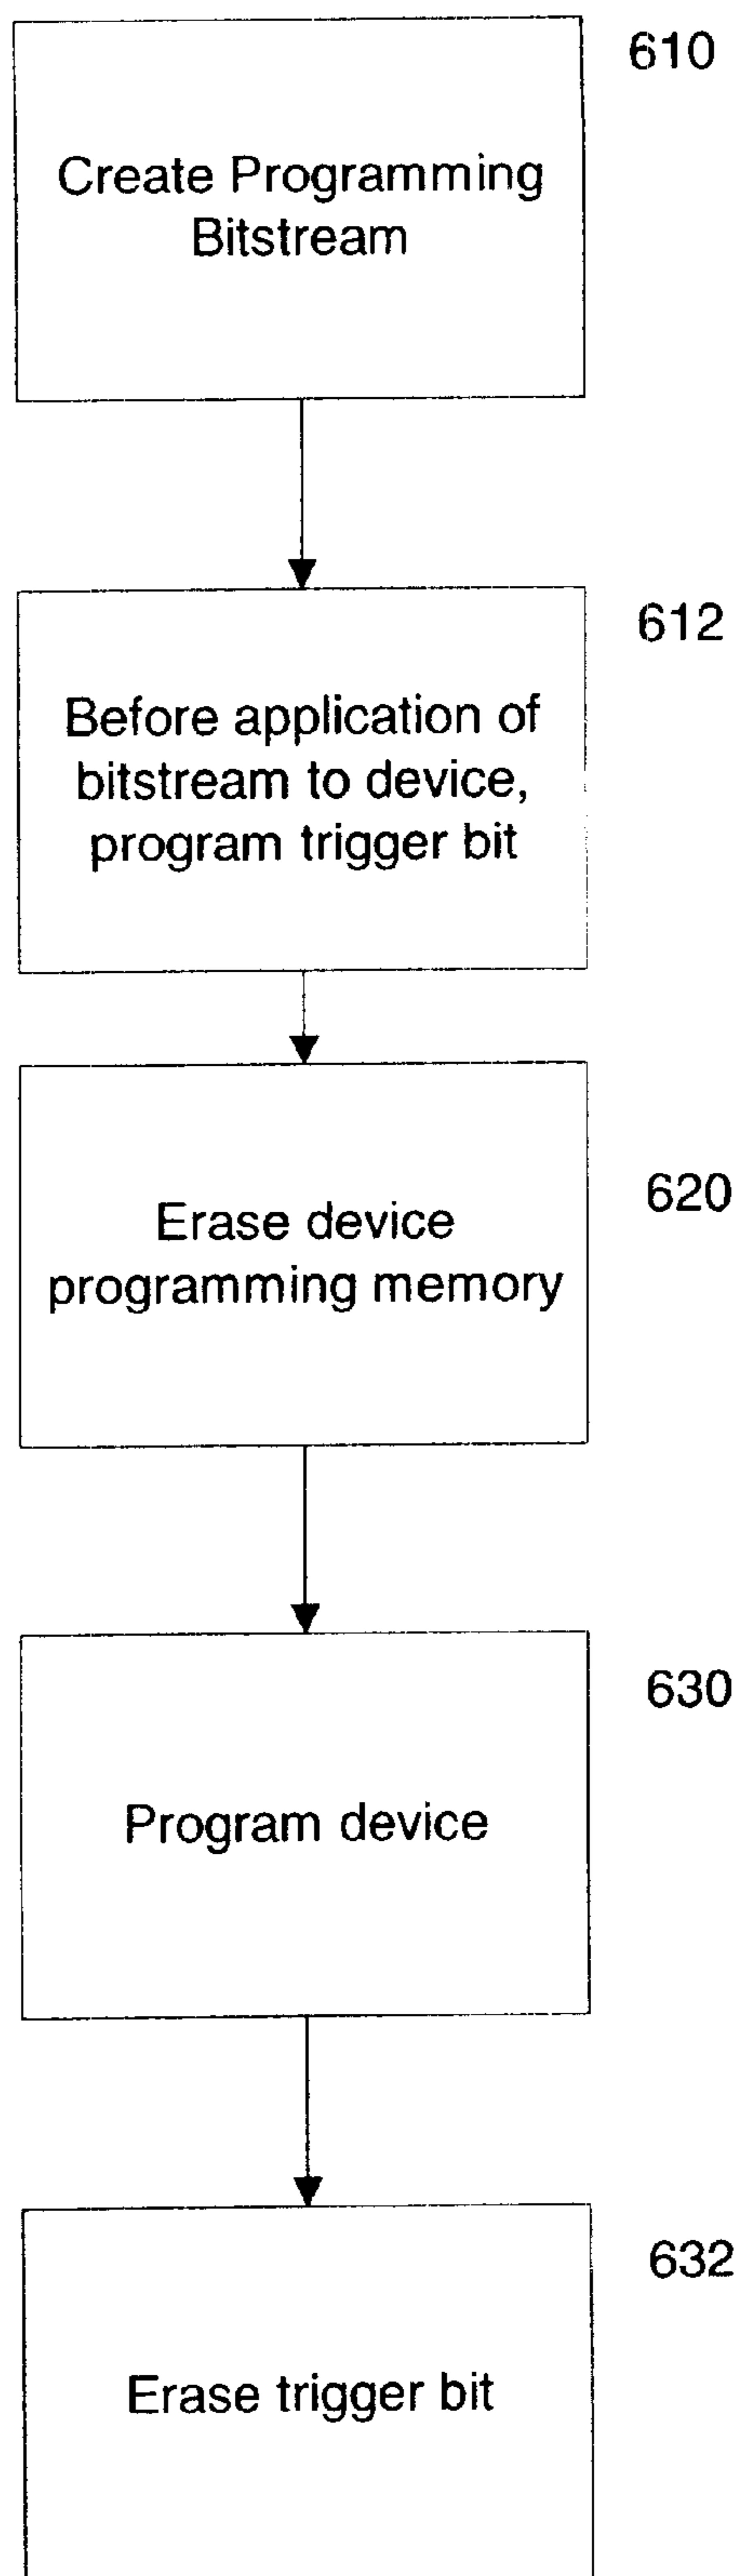 610
Create Programming
Bitstream
612
Before application of
bitstream to device,
program trigger bit
620
Erase device
programming memory
630
Program device
632
Erase trigger bit